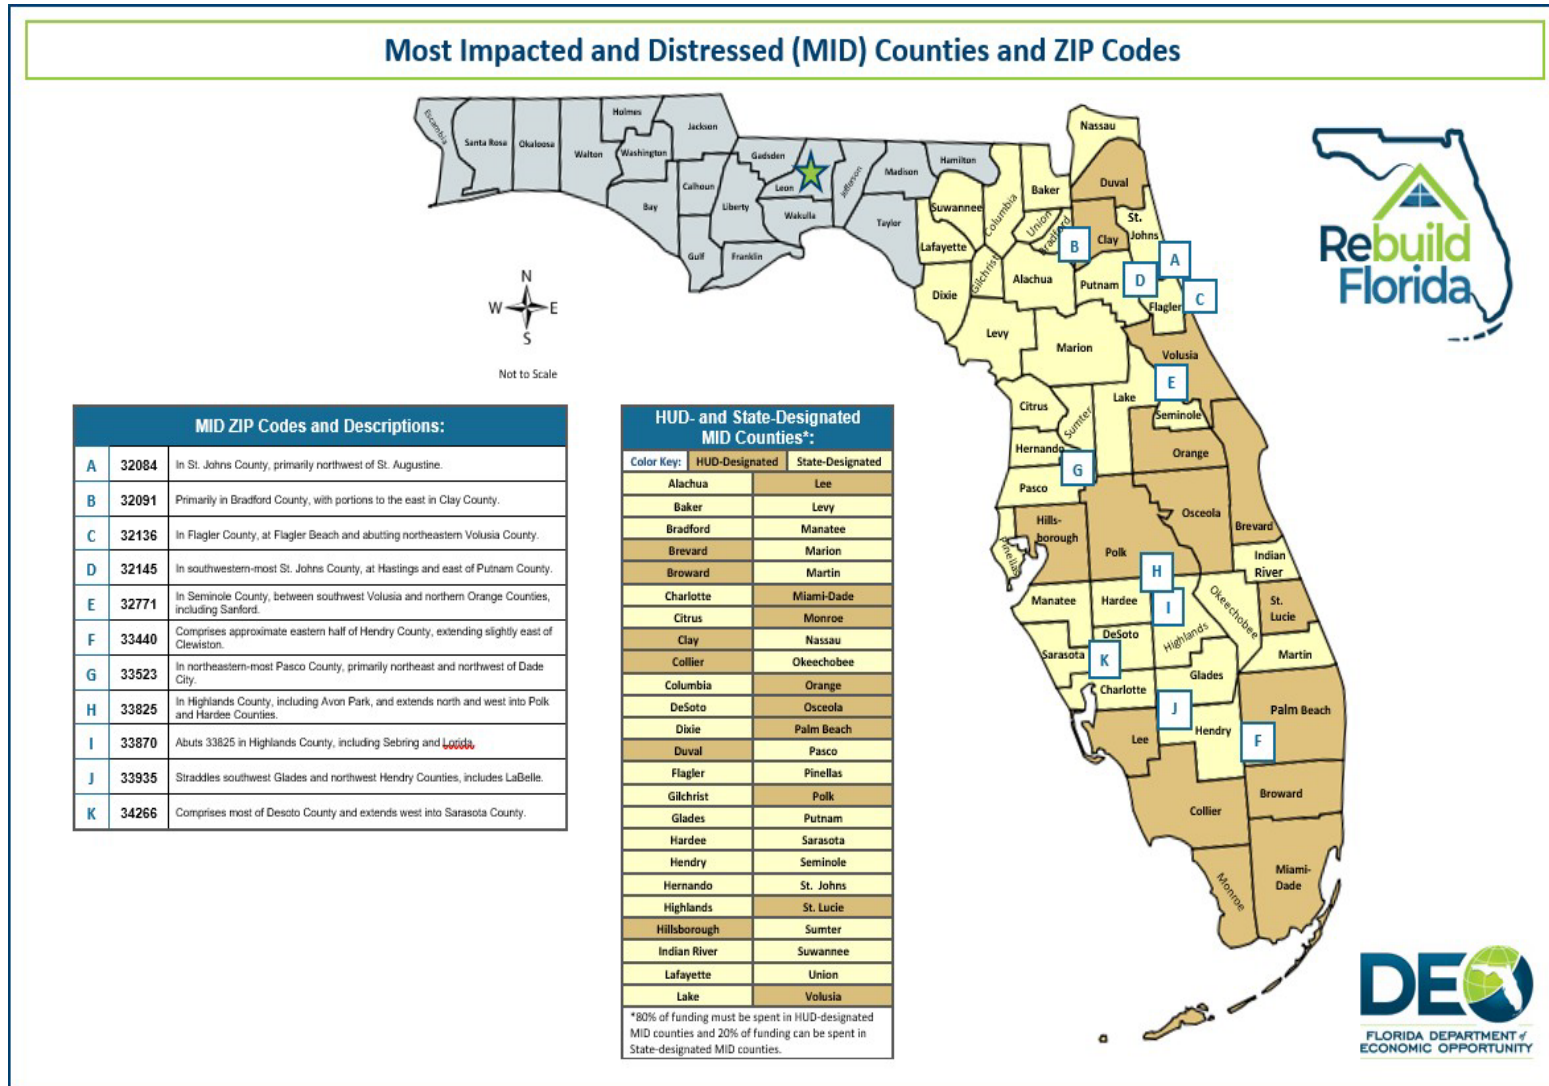 Most Impacted and Distressed (MID) Counties and ZIP Codes
Escambia
Santa Rosa
Okaloosa
Holmes
Walton
Washington
Jackson
Bay
Calhoun
Gulf
Liberty
Gadsden
Leon
Franklin
Wakulla
Jefferson
Madison
Taylor
Hamilton
Suwannee
Lafayette
Dixie
Columbia
Gilchrist
Baker
Union
Bradford
Alachua
Levy
Nassau
Duval
Clay
St.
Johns
Putnam
Flagler
Marion
Volusia
Citrus
Sumter
Lake
Seminole
Hernando
Orange
Pasco
Hills-
borough
Pinellas
Polk
Osceola
Brevard
Indian
River
Manatee
Hardee
Highlands
Okeechobee
St.
Lucie
DeSoto
Sarasota
Martin
Charlotte
Glades
Lee
Hendry
Palm Beach
Collier
Broward
Monroe
Miami-
Dade
B
A
D
C
E
G
H
I
K
J
F
N
W
E
S
Not to Scale
Rebuild
Florida
MID ZIP Codes and Descriptions:
A 32084 In St. Johns County, primarily northwest of St. Augustine.
B 32091 Primarily in Bradford County, with portions to the east in Clay County.
C 32136 In Flagler County, at Flagler Beach and abutting northeastern Volusia County.
D 32145 In southwestern-most St. Johns County, at Hastings and east of Putnam County.
E 32771 In Seminole County, between southwest Volusia and northern Orange Counties,
including Sanford.
F 33440 Comprises approximate eastern half of Hendry County, extending slightly east of
Clewiston.
G 33523 In northeastern-most Pasco County, primarily northeast and northwest of Dade
City.
H 33825 In Highlands County, including Avon Park, and extends north and west into Polk
and Hardee Counties.
I 33870 Abuts 33825 in Highlands County, including Sebring and Lorida.
J 33935 Straddles southwest Glades and northwest Hendry Counties, includes LaBelle.
K 34266 Comprises most of Desoto County and extends west into Sarasota County.
HUD- and State-Designated
MID Counties*:
Color Key: HUD-Designated State-Designated
Alachua Lee
Baker Levy
Bradford Manatee
Brevard Marion
Broward Martin
Charlotte Miami-Dade
Citrus Monroe
Clay Nassau
Collier Okeechobee
Columbia Orange
DeSoto Osceola
Dixie Palm Beach
Duval Pasco
Flagler Pinellas
Gilchrist Polk
Glades Putnam
Hardee Sarasota
Hendry Seminole
Hernando St. Johns
Highlands St. Lucie
Hillsborough Sumter
Indian River Suwannee
Lafayette Union
Lake Volusia
*80% of funding must be spent in HUD-designated
MID counties and 20% of funding can be spent in
State-designated MID counties.
DEO
FLORIDA DEPARTMENT of
ECONOMIC OPPORTUNITY